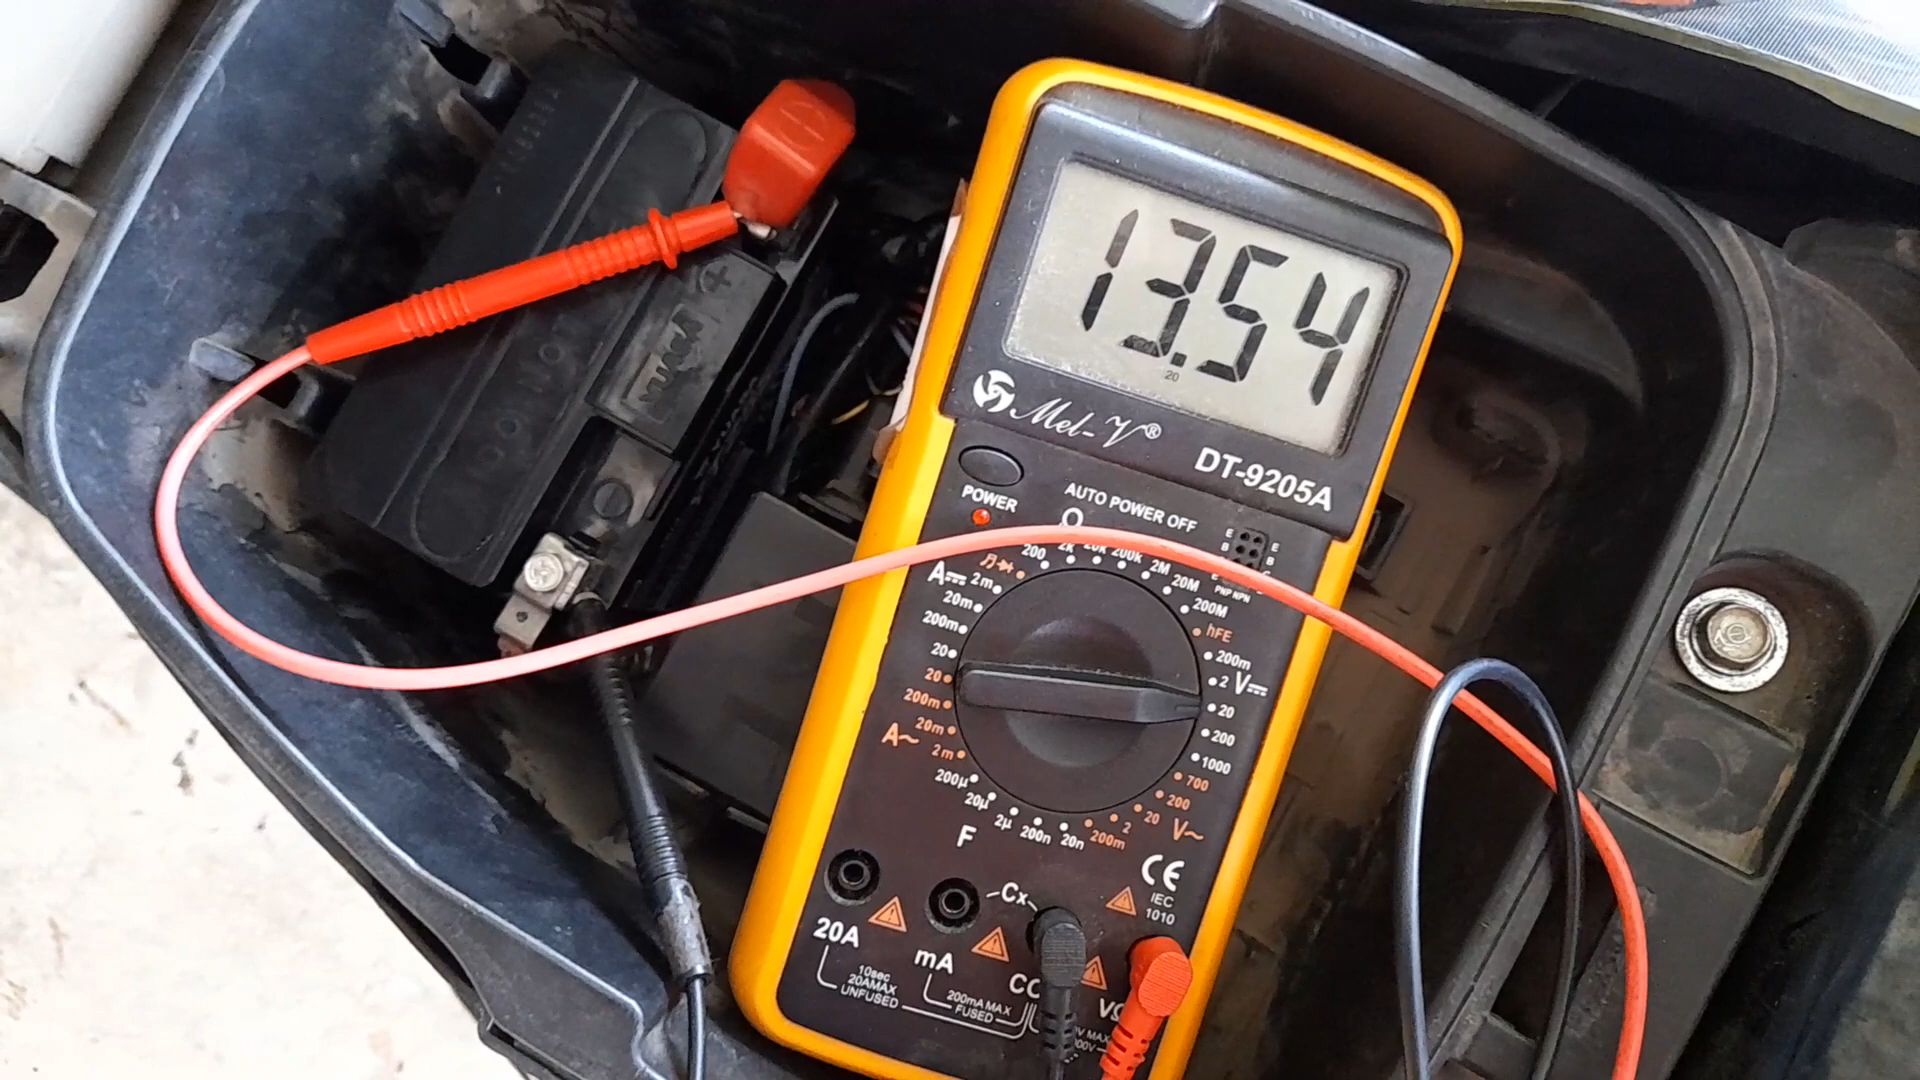 13.54
20
Mel-V®
DT-9205A
POWER
AUTO POWER OFF
Ω
200
2k
20k
200k
2M
20M
200M
hFE
PNP NPN
E
B
E
E
B
A
2m
20m
200m
20
20
200m
20m
2m
A~
200m
2
V
20
200
1000
700
200
20
2
200m
V~
200μ
20μ
2μ
200n
20n
F
CE
IEC
1010
Cx
20A
mA
10sec
20AMAX
UNFUSED
200mA MAX
FUSED
+